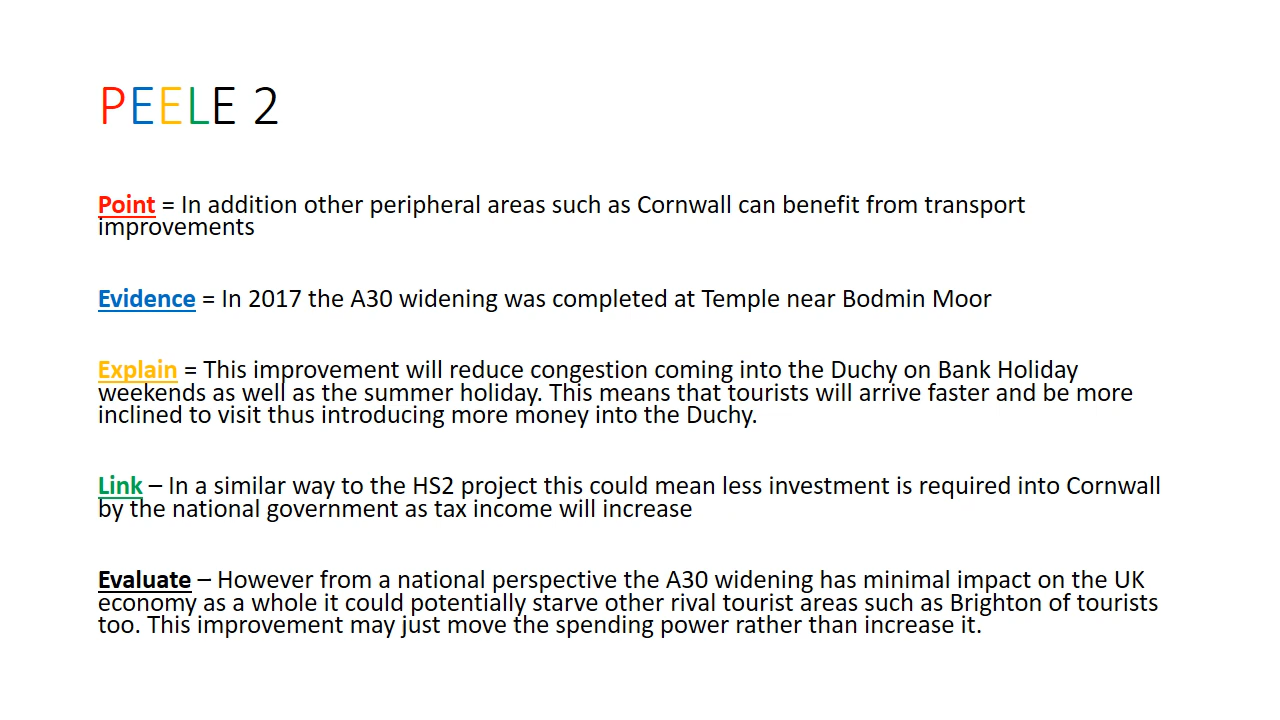 PEELE 2
Point = In addition other peripheral areas such as Cornwall can benefit from transport
improvements
Evidence = In 2017 the A30 widening was completed at Temple near Bodmin Moor
Explain = This improvement will reduce congestion coming into the Duchy on Bank Holiday
weekends as well as the summer holiday. This means that tourists will arrive faster and be more
inclined to visit thus introducing more money into the Duchy.
Link – In a similar way to the HS2 project this could mean less investment is required into Cornwall
by the national government as tax income will increase
Evaluate – However from a national perspective the A30 widening has minimal impact on the UK
economy as a whole it could potentially starve other rival tourist areas such as Brighton of tourists
too. This improvement may just move the spending power rather than increase it.